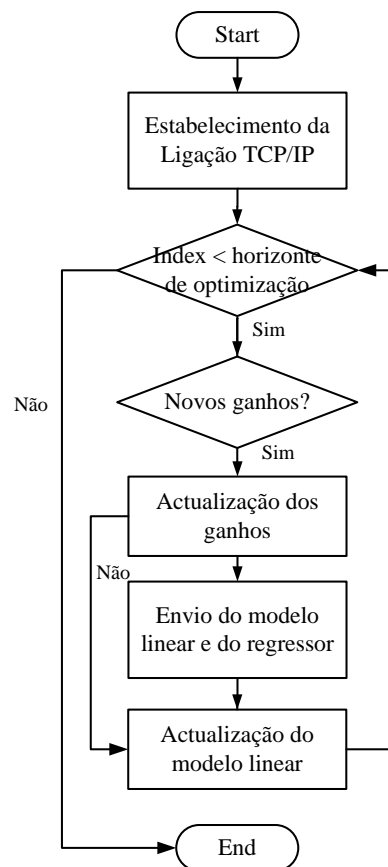 Start
Estabelecimento da
Ligação TCP/IP
Index < horizonte
de optimização
Sim
Novos ganhos?
Não
Sim
Actualização dos
ganhos
Não
Envio do modelo
linear e do regressor
Actualização do
modelo linear
End